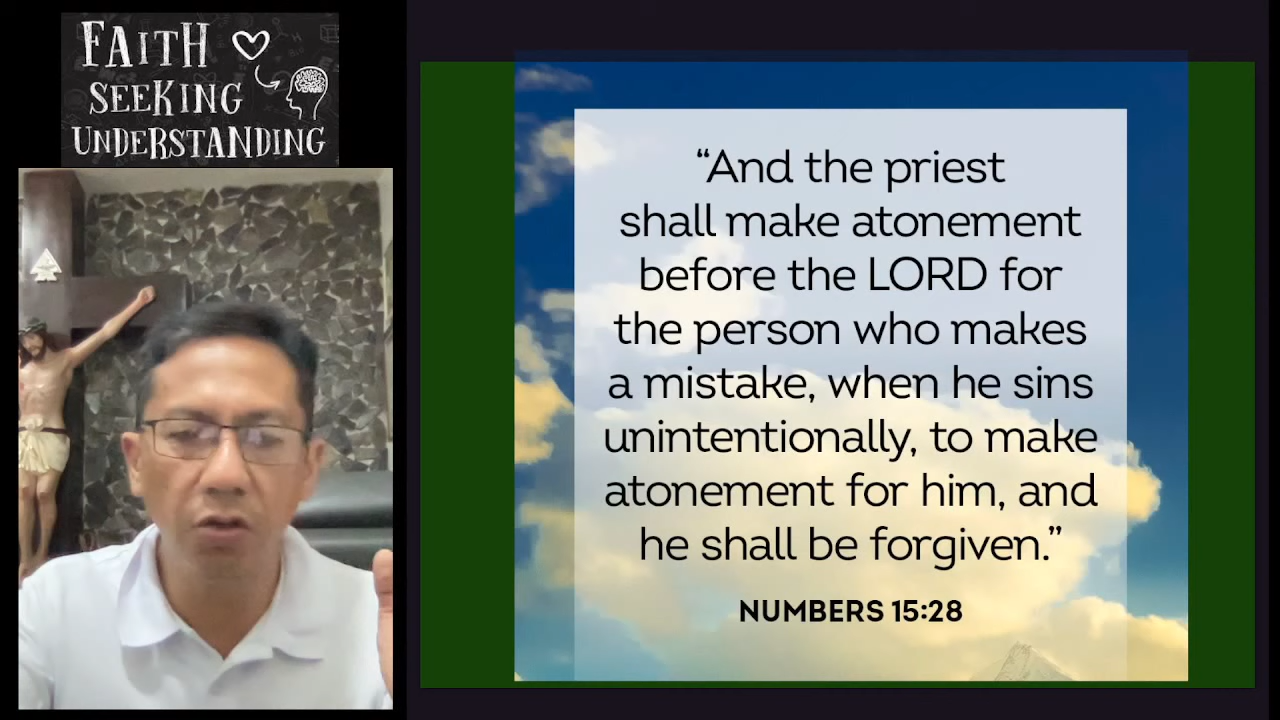 FAITH
SEEKING
UNDERSTANDING
“And the priest
shall make atonement
before the LORD for
the person who makes
a mistake, when he sins
unintentionally, to make
atonement for him, and
he shall be forgiven.”
NUMBERS 15:28